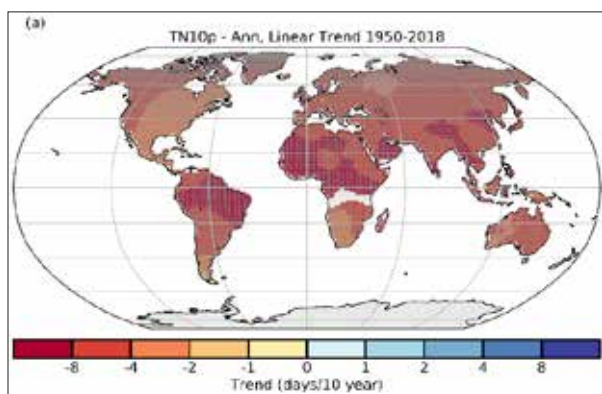 (a)
TN10p - Ann, Linear Trend 1950-2018
-8 -4 -2 -1 0 1 2 4 8
Trend (days/10 year)